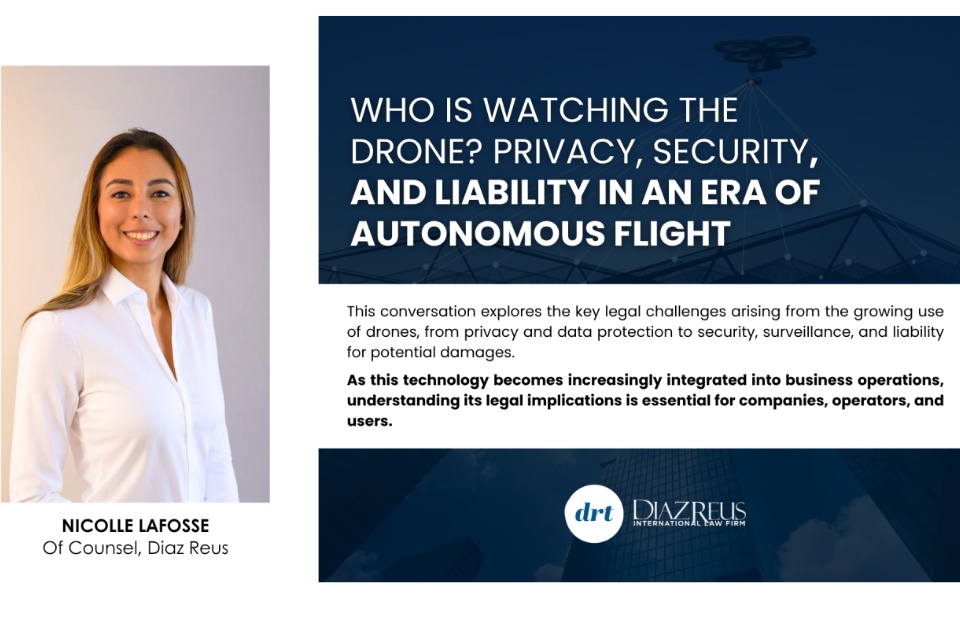 WHO IS WATCHING THE
DRONE? PRIVACY, SECURITY,
AND LIABILITY IN AN ERA OF
AUTONOMOUS FLIGHT
This conversation explores the key legal challenges arising from the growing use
of drones, from privacy and data protection to security, surveillance, and liability
for potential damages.
As this technology becomes increasingly integrated into business operations,
understanding its legal implications is essential for companies, operators, and
users.
drt
DIAZREUS
INTERNATIONAL LAW FIRM
NICOLLE LAFOSSE
Of Counsel, Diaz Reus